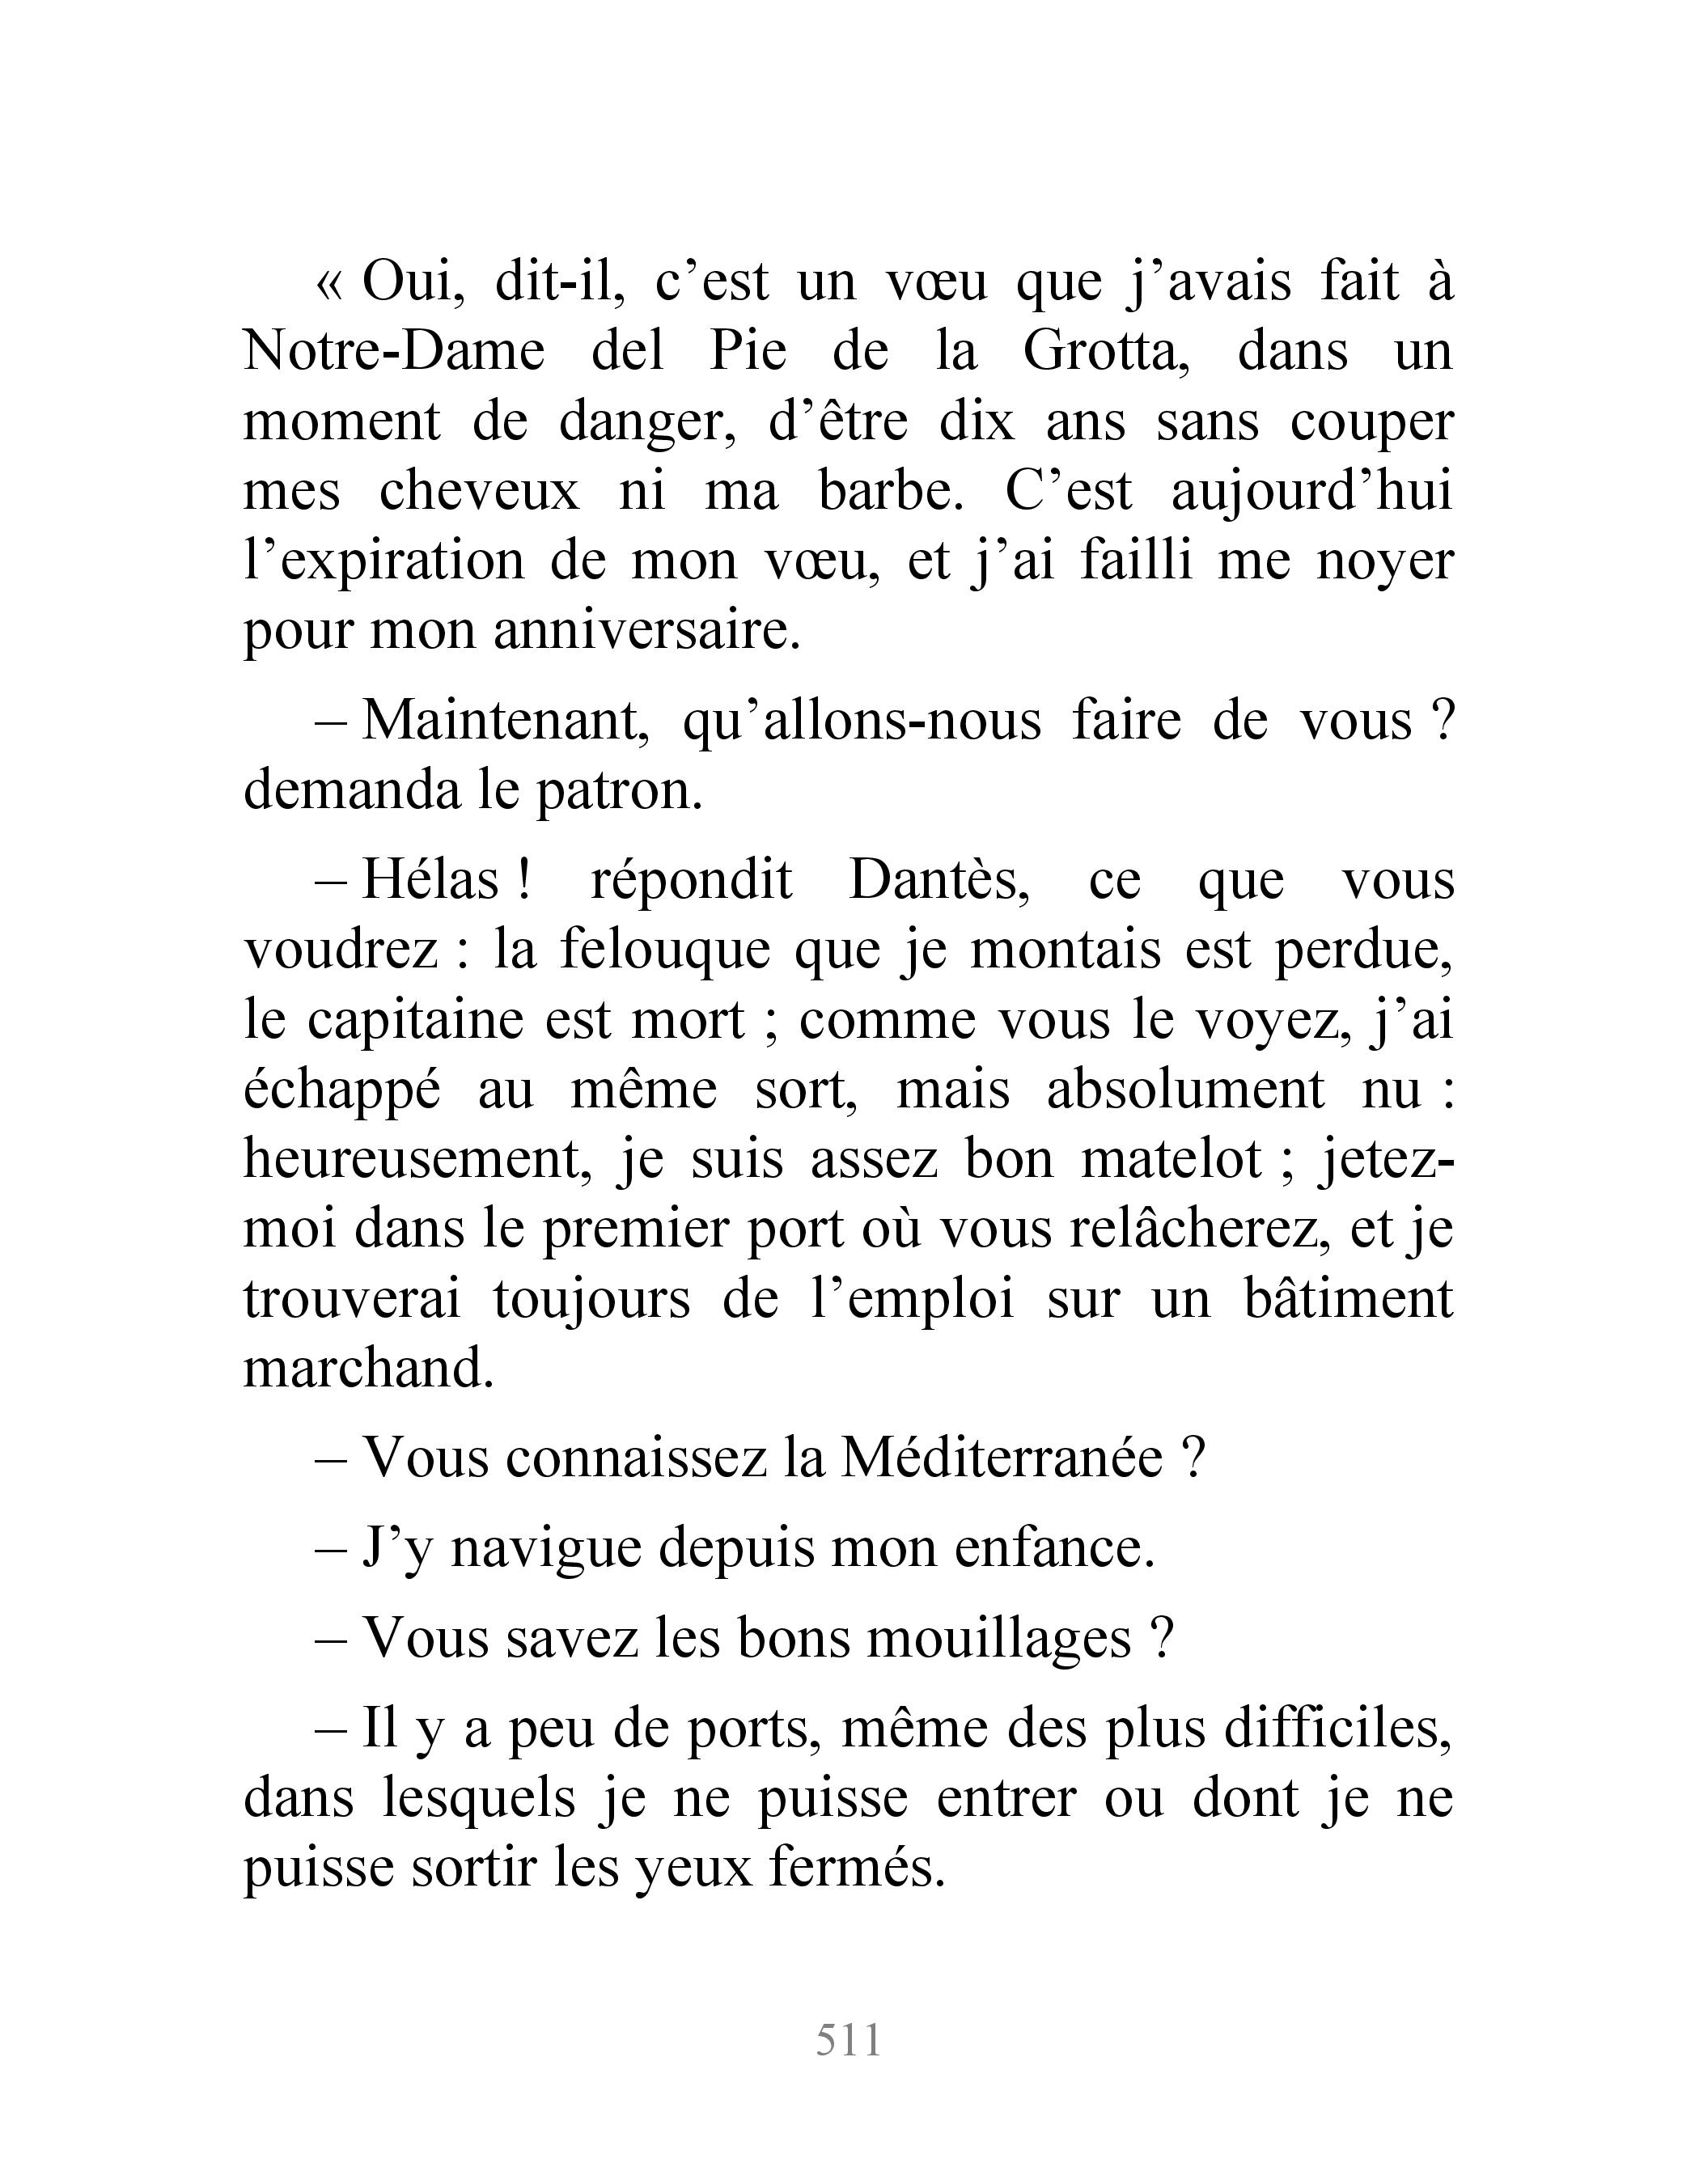 « Oui, dit-il, c’est un vœu que j’avais fait à
Notre-Dame del Pie de la Grotta, dans un
moment de danger, d’être dix ans sans couper
mes cheveux ni ma barbe. C’est aujourd’hui
l’expiration de mon vœu, et j’ai failli me noyer
pour mon anniversaire.
– Maintenant, qu’allons-nous faire de vous ?
demanda le patron.
– Hélas ! répondit Dantès, ce que vous
voudrez : la felouque que je montais est perdue,
le capitaine est mort ; comme vous le voyez, j’ai
échappé au même sort, mais absolument nu :
heureusement, je suis assez bon matelot ; jetez-
moi dans le premier port où vous relâcherez, et je
trouverai toujours de l’emploi sur un bâtiment
marchand.
– Vous connaissez la Méditerranée ?
– J’y navigue depuis mon enfance.
– Vous savez les bons mouillages ?
– Il y a peu de ports, même des plus difficiles,
dans lesquels je ne puisse entrer ou dont je ne
puisse sortir les yeux fermés.
511